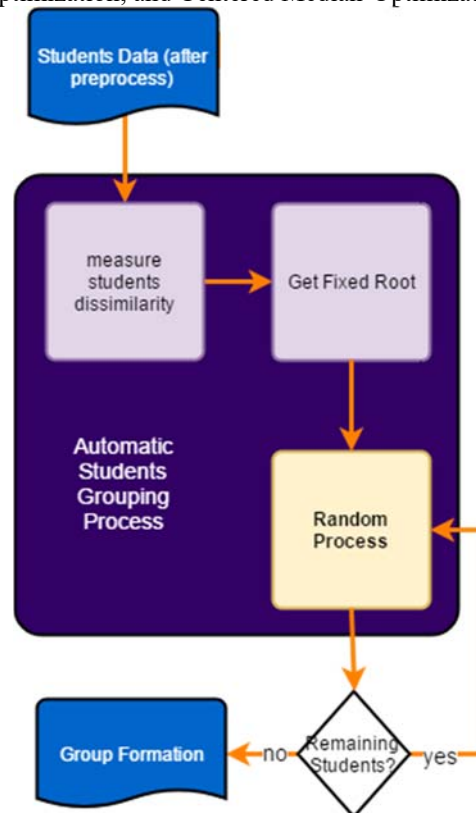 Students Data (after
preprocess)
measure
students
dissimilarity
Get Fixed Root
Automatic
Students
Grouping
Process
Random
Process
Remaining
Students?
no
yes
Group Formation